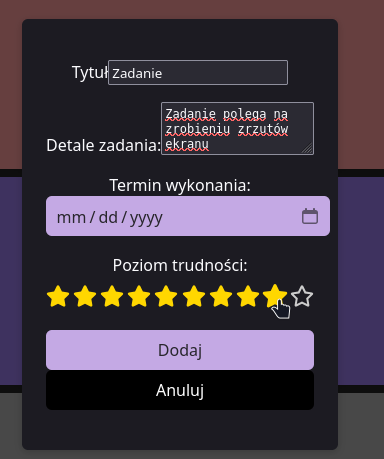 Tytuł Zadanie
Detale zadania: Zadanie polega na
zrobieniu zrzutów
ekranu
Termin wykonania:
mm / dd / yyyy
Poziom trudności:
Dodaj
Anuluj